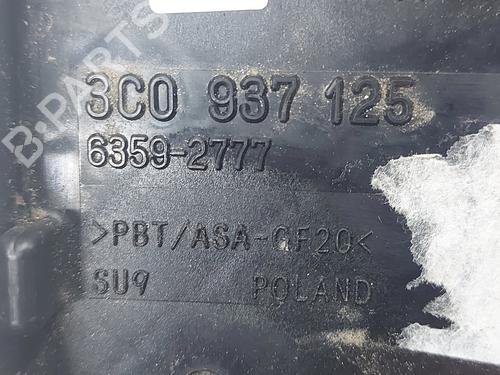 B-PARTS
3C0 937 125
6359-2777
>PBT/ASA-GF20<
SU9 POLAND